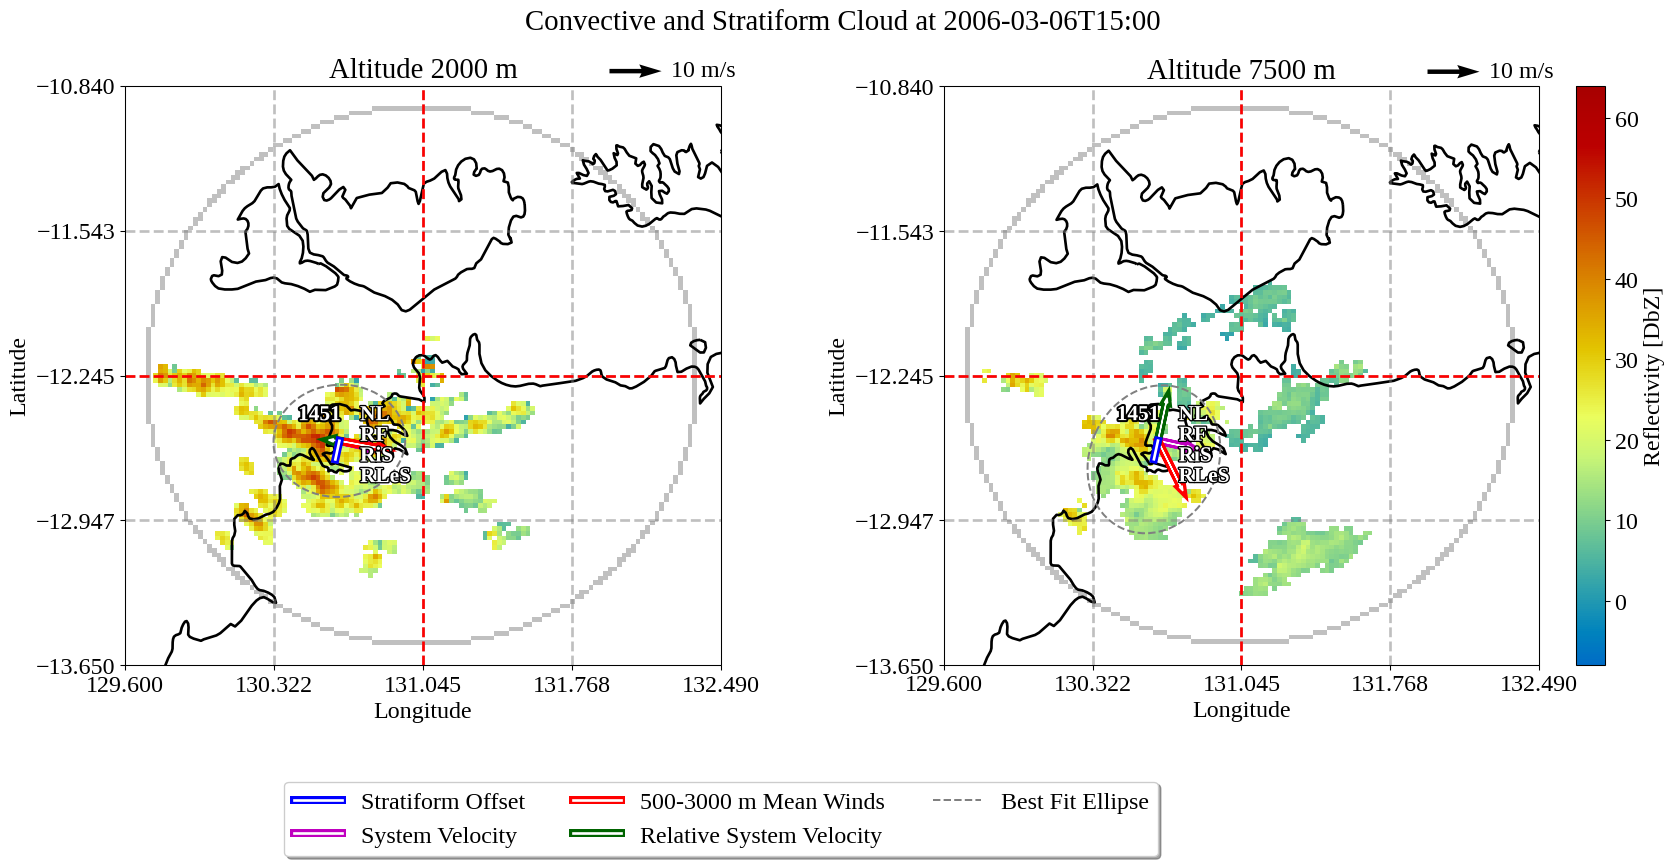 Convective and Stratiform Cloud at 2006-03-06T15:00
Altitude 2000 m
10 m/s
Altitude 7500 m
10 m/s
−10.840
−11.543
−12.245
−12.947
−13.650
Latitude
129.600
130.322
131.045
131.768
132.490
Longitude
1451
NL
RF
RiS
RLeS
−10.840
−11.543
−12.245
−12.947
−13.650
Latitude
129.600
130.322
131.045
131.768
132.490
Longitude
1451
NL
RF
RiS
RLeS
60
50
40
30
20
10
0
Reflectivity [DbZ]
Stratiform Offset
System Velocity
500-3000 m Mean Winds
Relative System Velocity
Best Fit Ellipse